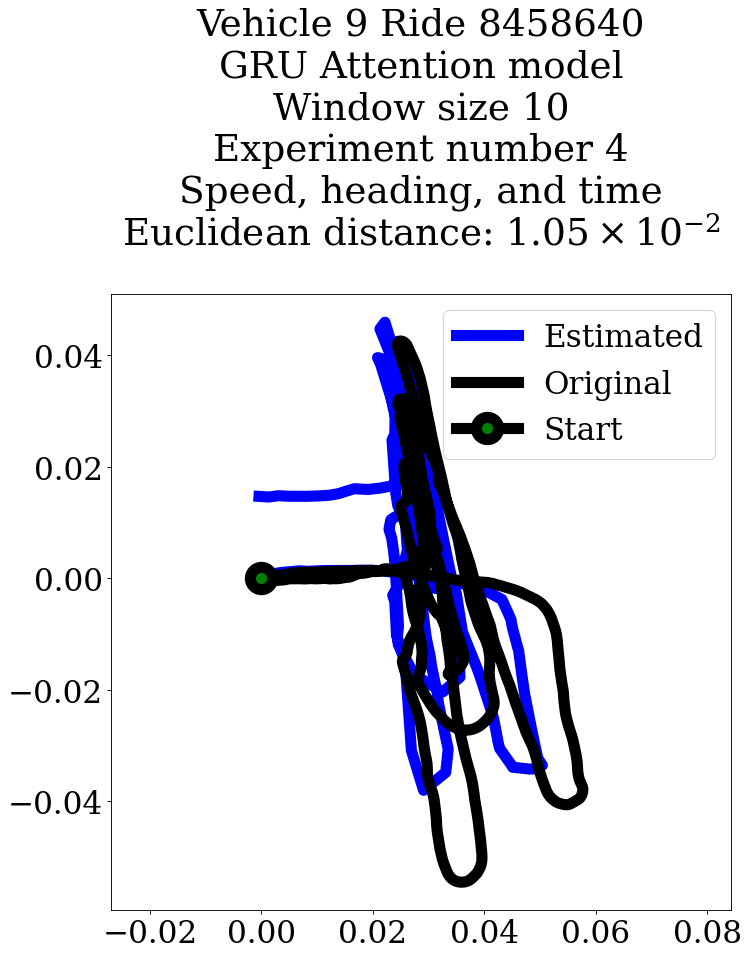 Vehicle 9 Ride 8458640
GRU Attention model
Window size 10
Experiment number 4
Speed, heading, and time
Euclidean distance: 1.05 × 10⁻²
Estimated
Original
Start
0.04
0.02
0.00
−0.02
−0.04
−0.02 0.00 0.02 0.04 0.06 0.08